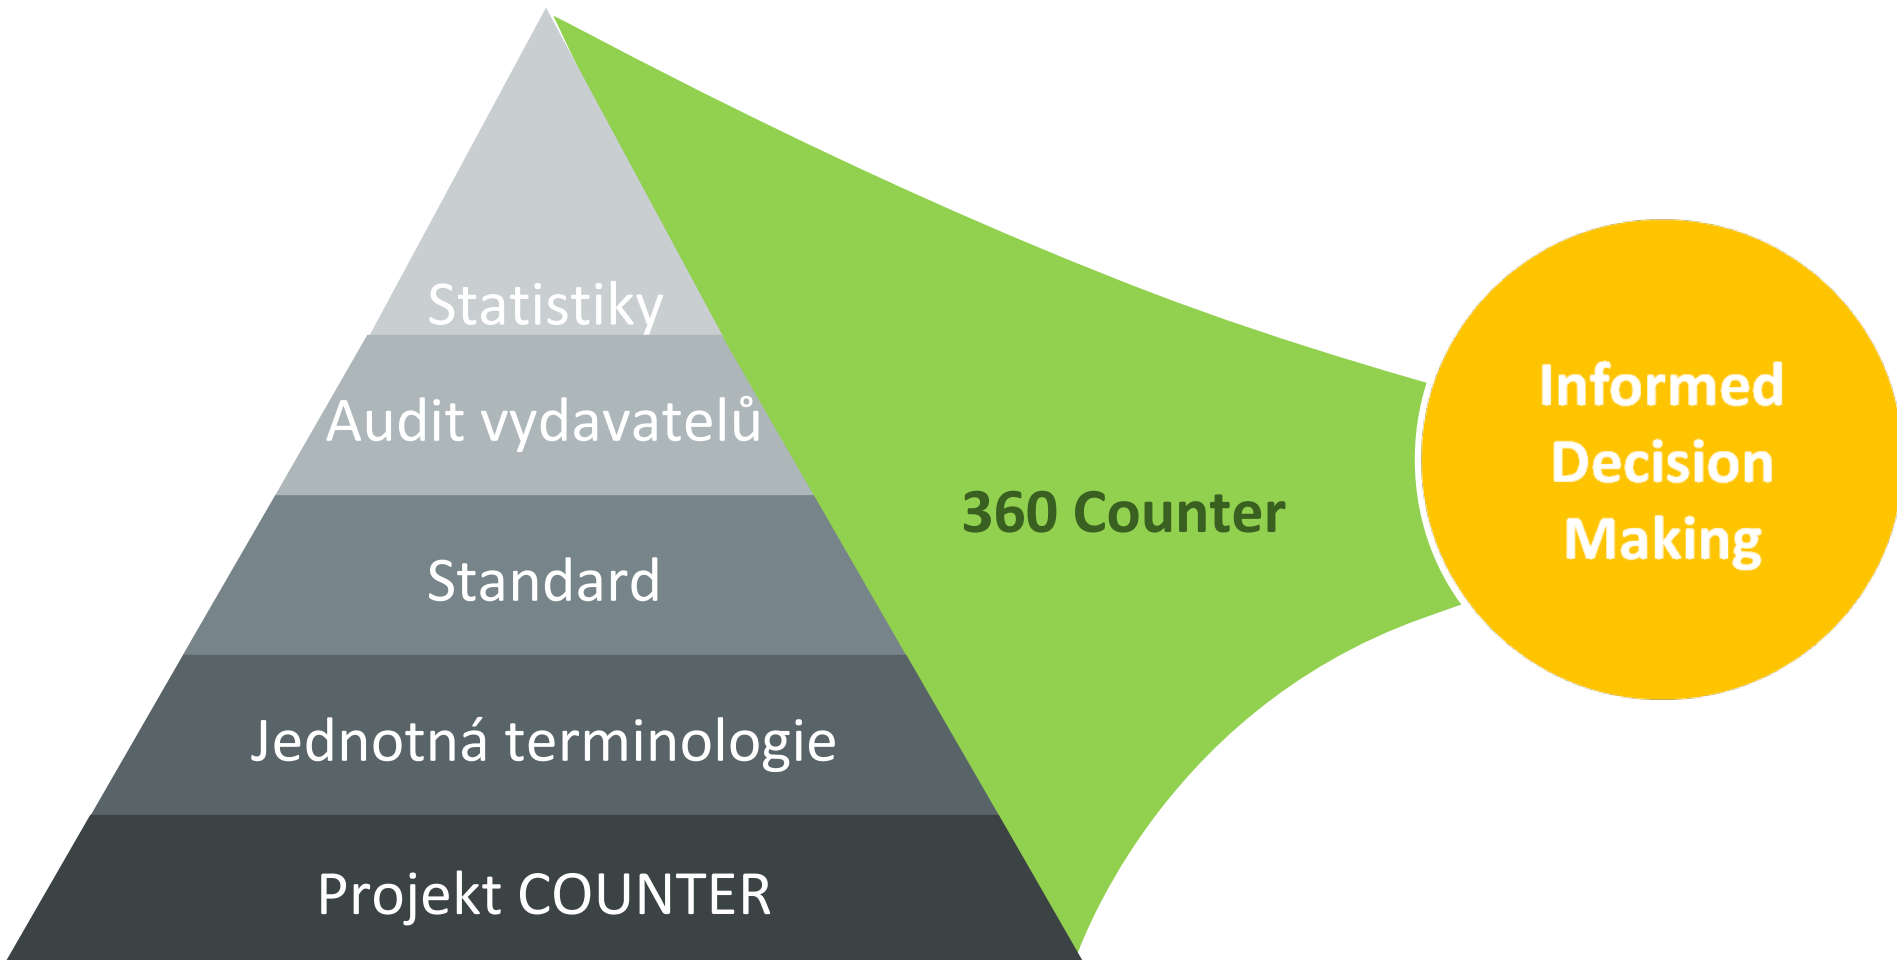 Statistiky
Audit vydavatelů
Standard
Jednotná terminologie
Projekt COUNTER
360 Counter
Informed
Decision
Making